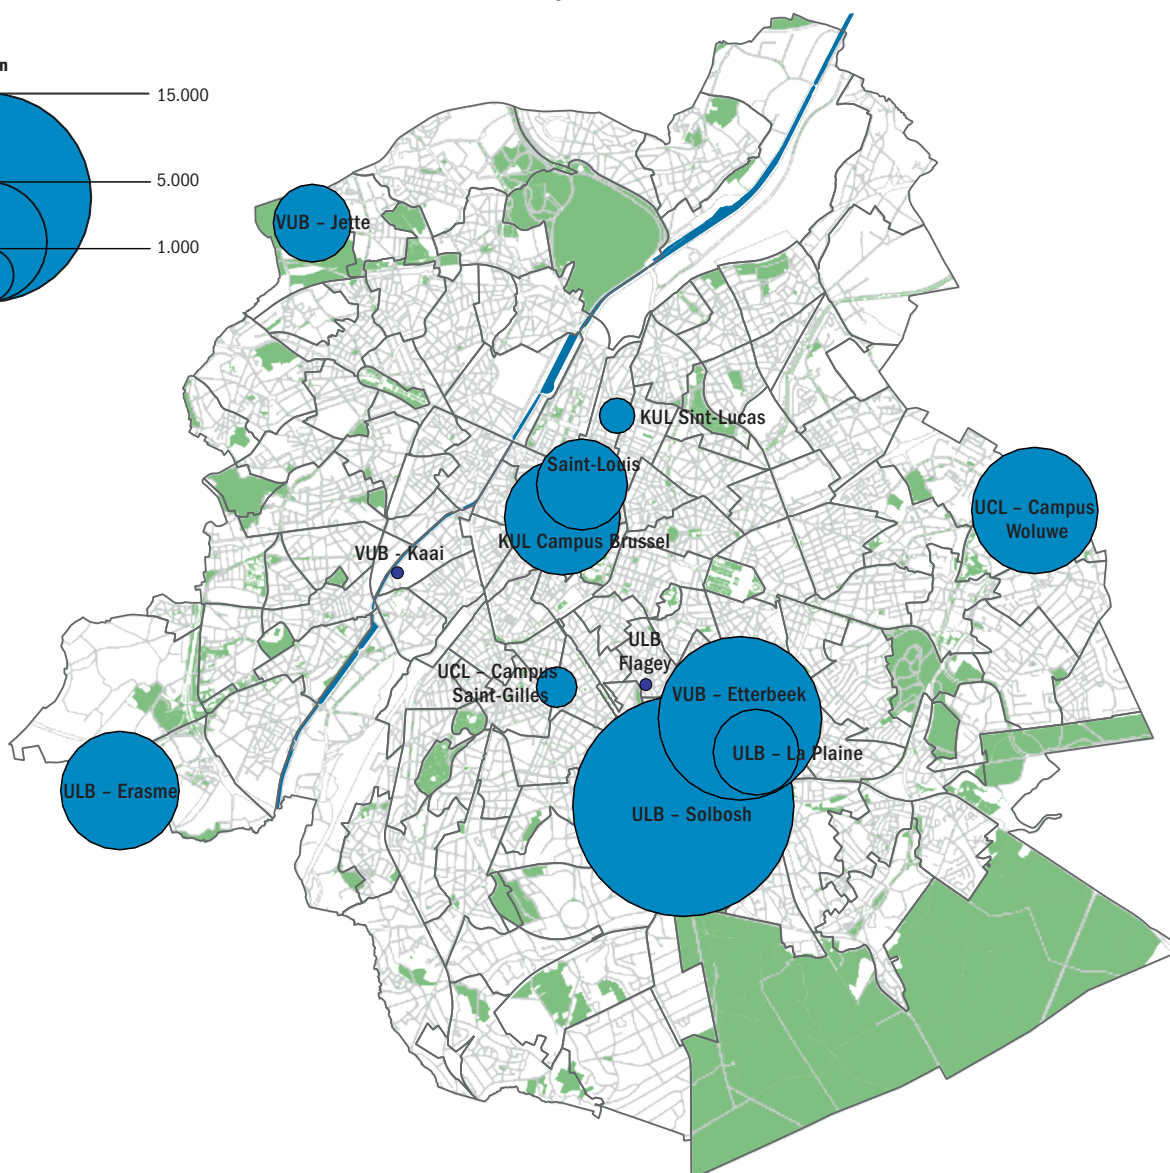 n
15.000
5.000
1.000
VUB – Jette
KUL Sint-Lucas
Saint-Louis
UCL – Campus
Woluwe
KUL Campus Brussel
VUB - Kaai
ULB
Flagey
UCL – Campus
Saint-Gilles
VUB – Etterbeek
ULB – La Plaine
ULB – Erasme
ULB – Solbosh